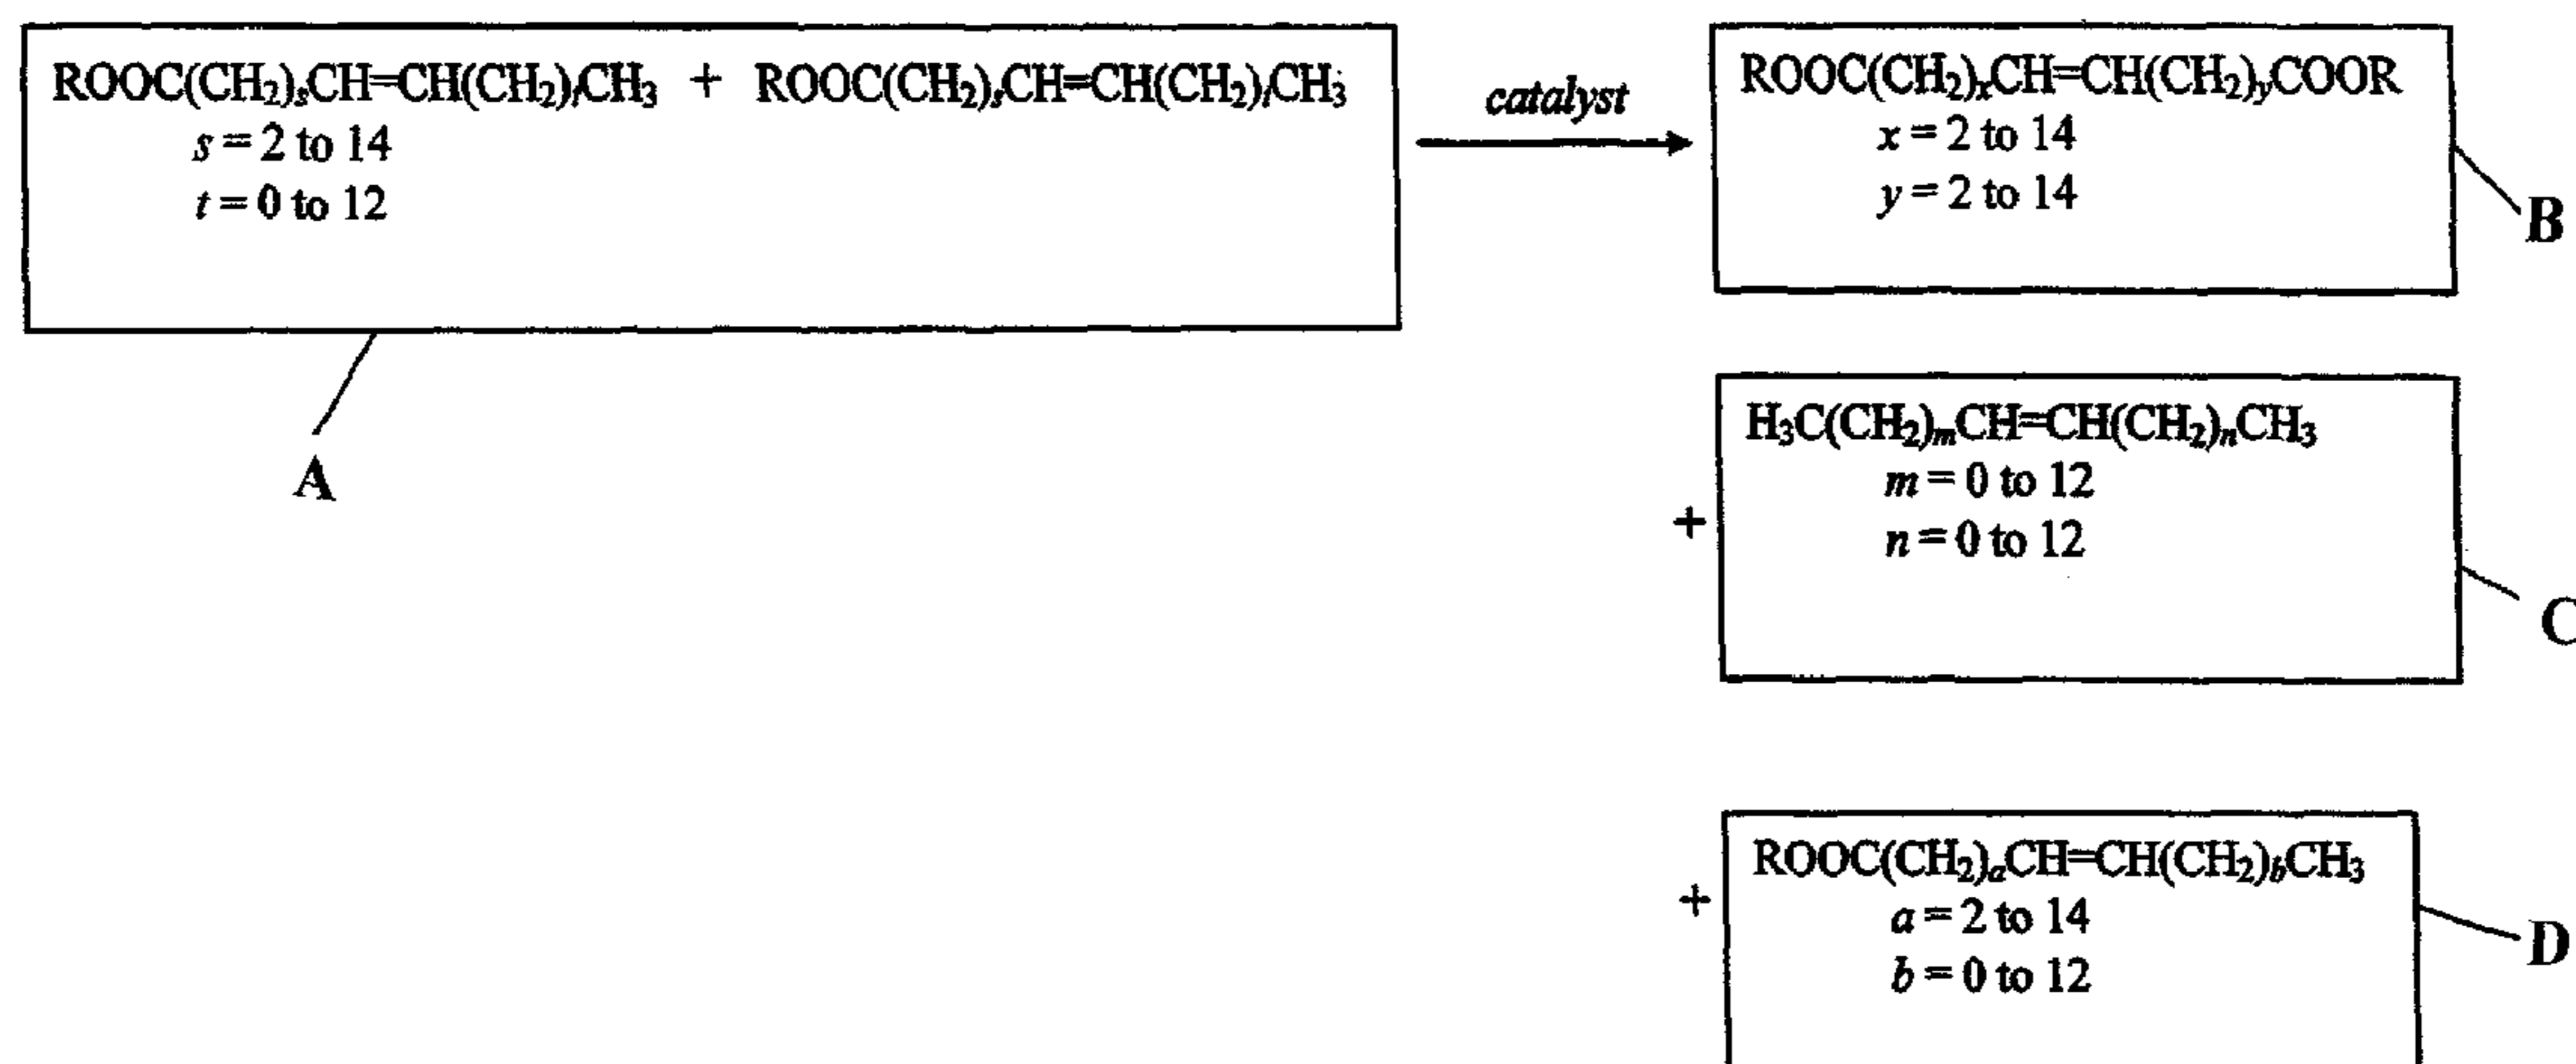 ROOC(CH₂)ₛCH=CH(CH₂)ₜCH₃ + ROOC(CH₂)ₛCH=CH(CH₂)ₜCH₃
s = 2 to 14
t = 0 to 12
A
catalyst
ROOC(CH₂)ₓCH=CH(CH₂)yCOOR
x = 2 to 14
y = 2 to 14
B
+
H₃C(CH₂)ₘCH=CH(CH₂)ₙCH₃
m = 0 to 12
n = 0 to 12
C
+
ROOC(CH₂)ₐCH=CH(CH₂)bCH₃
a = 2 to 14
b = 0 to 12
D